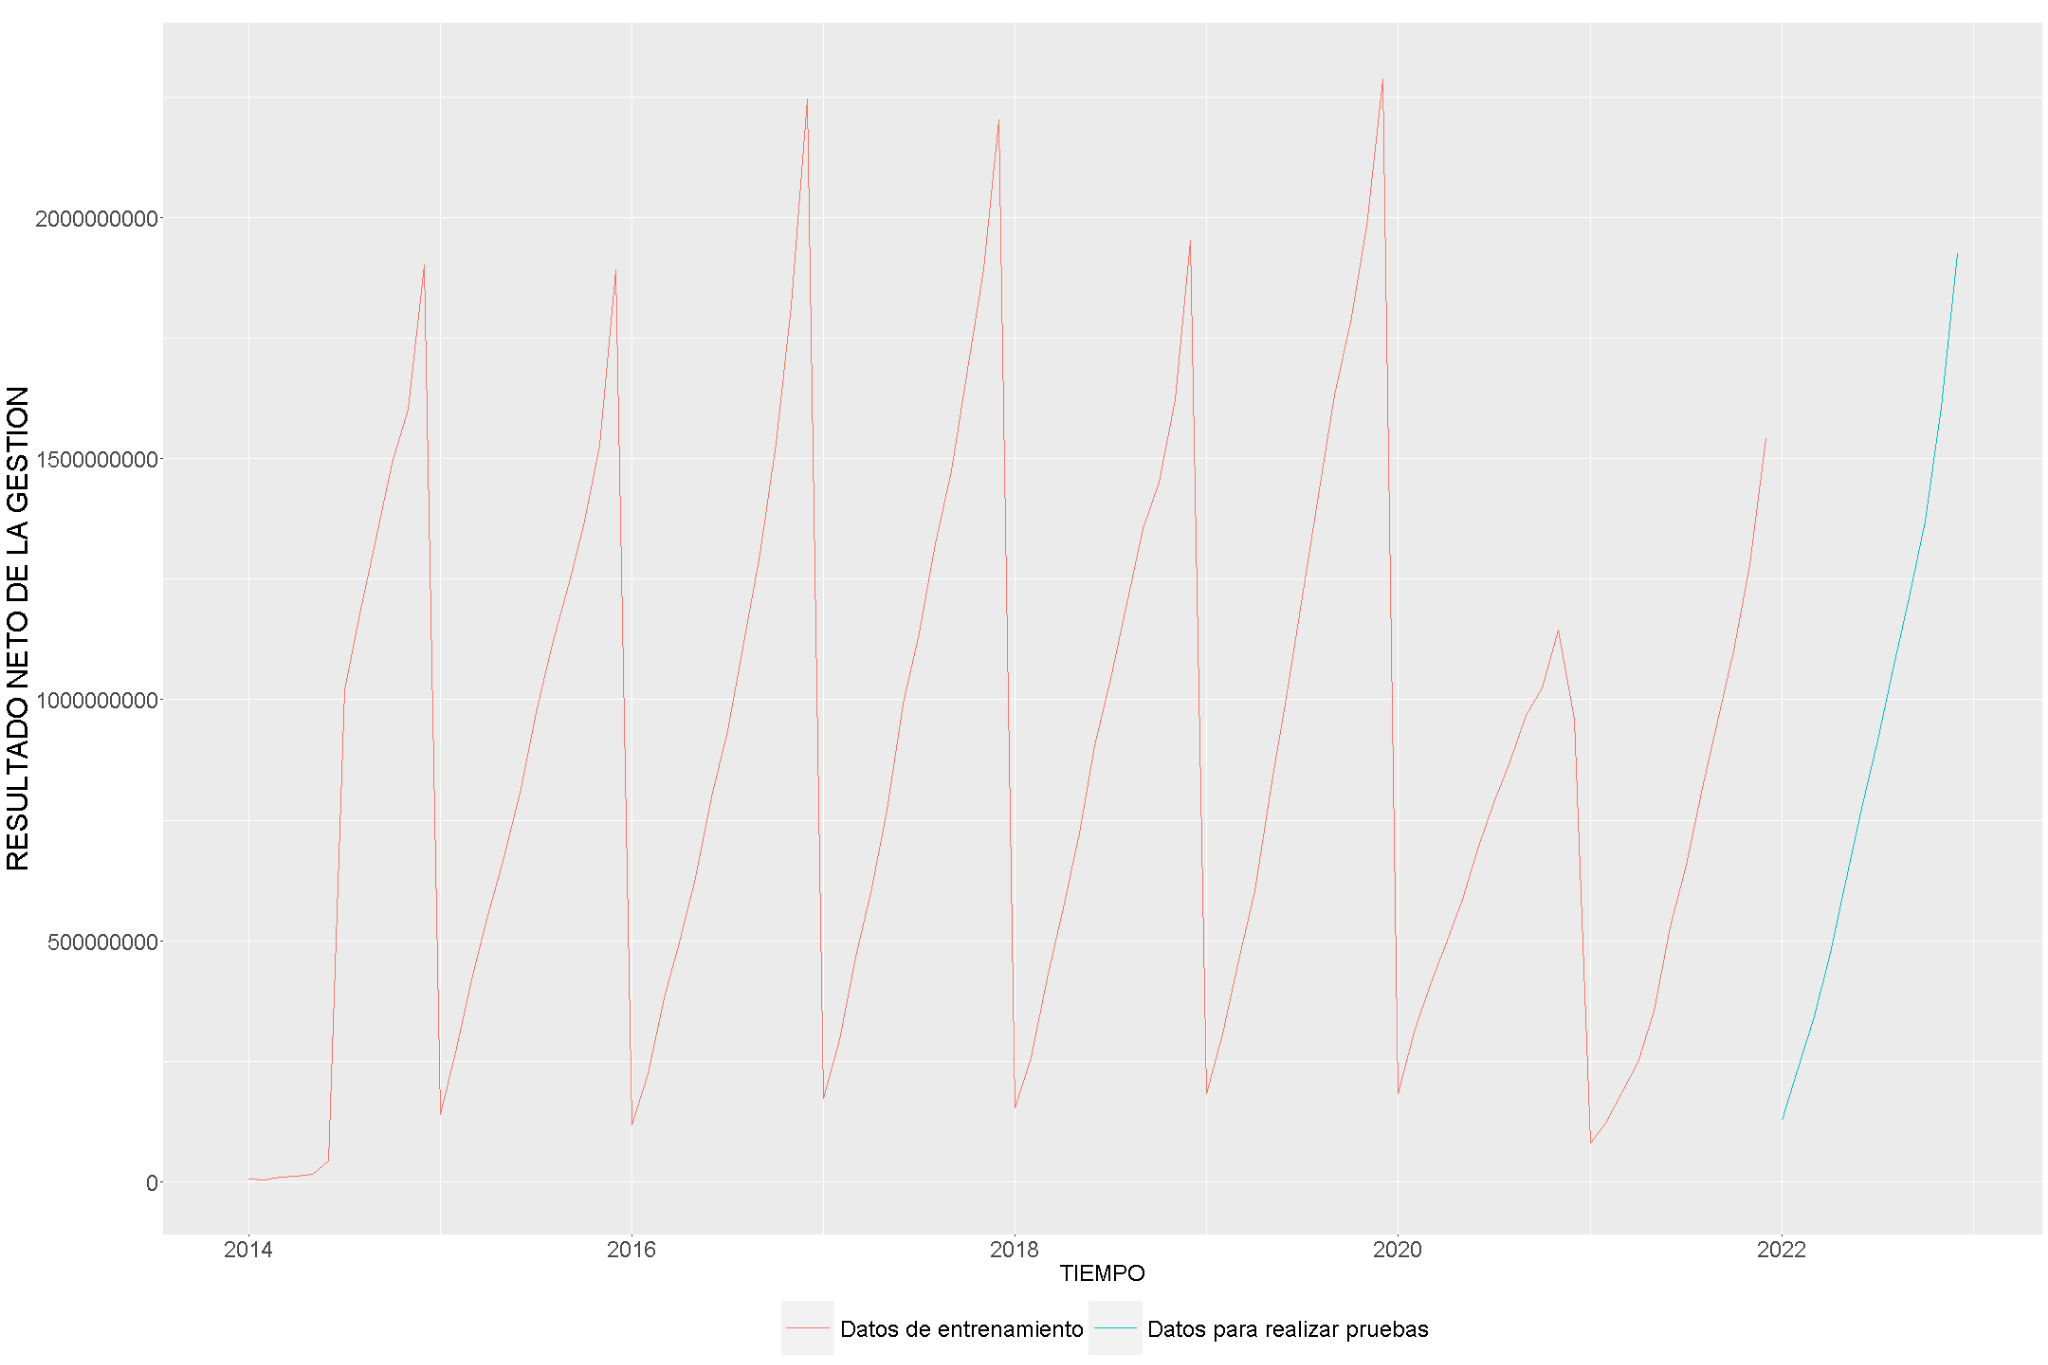 RESULTADO NETO DE LA GESTION
2000000000
1500000000
1000000000
500000000
0
2014 2016 2018 2020 2022
TIEMPO
Datos de entrenamiento Datos para realizar pruebas